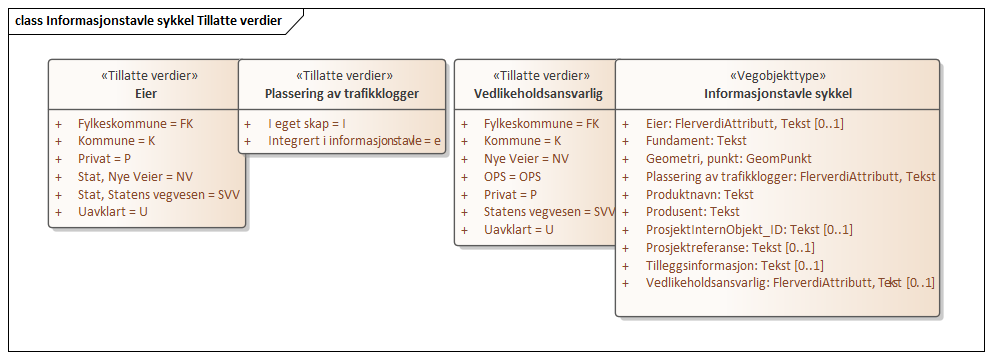 class Informasjonstavle sykkel Tillatte verdier
«Tillatte verdier»
Eier
+ Fylkeskommune = FK
+ Kommune = K
+ Privat = P
+ Stat, Nye Veier = NV
+ Stat, Statens vegvesen = SVV
+ Uavklart = U
«Tillatte verdier»
Plassering av trafikklogger
+ I eget skap = I
+ Integrert i informasjonstavle = e
«Tillatte verdier»
Vedlikeholdsansvarlig
+ Fylkeskommune = FK
+ Kommune = K
+ Nye Veier = NV
+ OPS = OPS
+ Privat = P
+ Statens vegvesen = SVV
+ Uavklart = U
«Vegobjekttype»
Informasjonstavle sykkel
+ Eier: FlerverdiAttributt, Tekst [0..1]
+ Fundament: Tekst
+ Geometri, punkt: GeomPunkt
+ Plassering av trafikklogger: FlerverdiAttributt, Tekst
+ Produktnavn: Tekst
+ Produsent: Tekst
+ ProsjektInternObjekt_ID: Tekst [0..1]
+ Prosjektreferanse: Tekst [0..1]
+ Tilleggsinformasjon: Tekst [0..1]
+ Vedlikeholdsansvarlig: FlerverdiAttributt, Tekst [0..1]